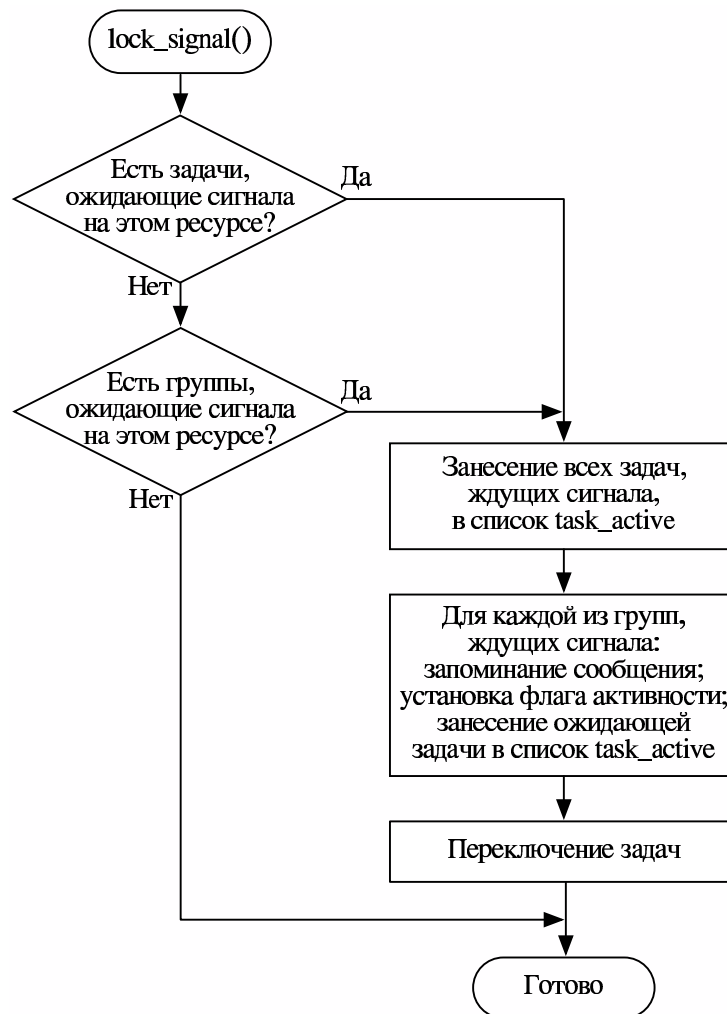 lock_signal()
Есть задачи,
ожидающие сигнала
на этом ресурсе?
Да
Нет
Есть группы,
ожидающие сигнала
на этом ресурсе?
Да
Нет
Занесение всех задач,
ждущих сигнала,
в список task_active
Для каждой из групп,
ждущих сигнала:
запоминание сообщения;
установка флага активности;
занесение ожидающей
задачи в список task_active
Переключение задач
Готово